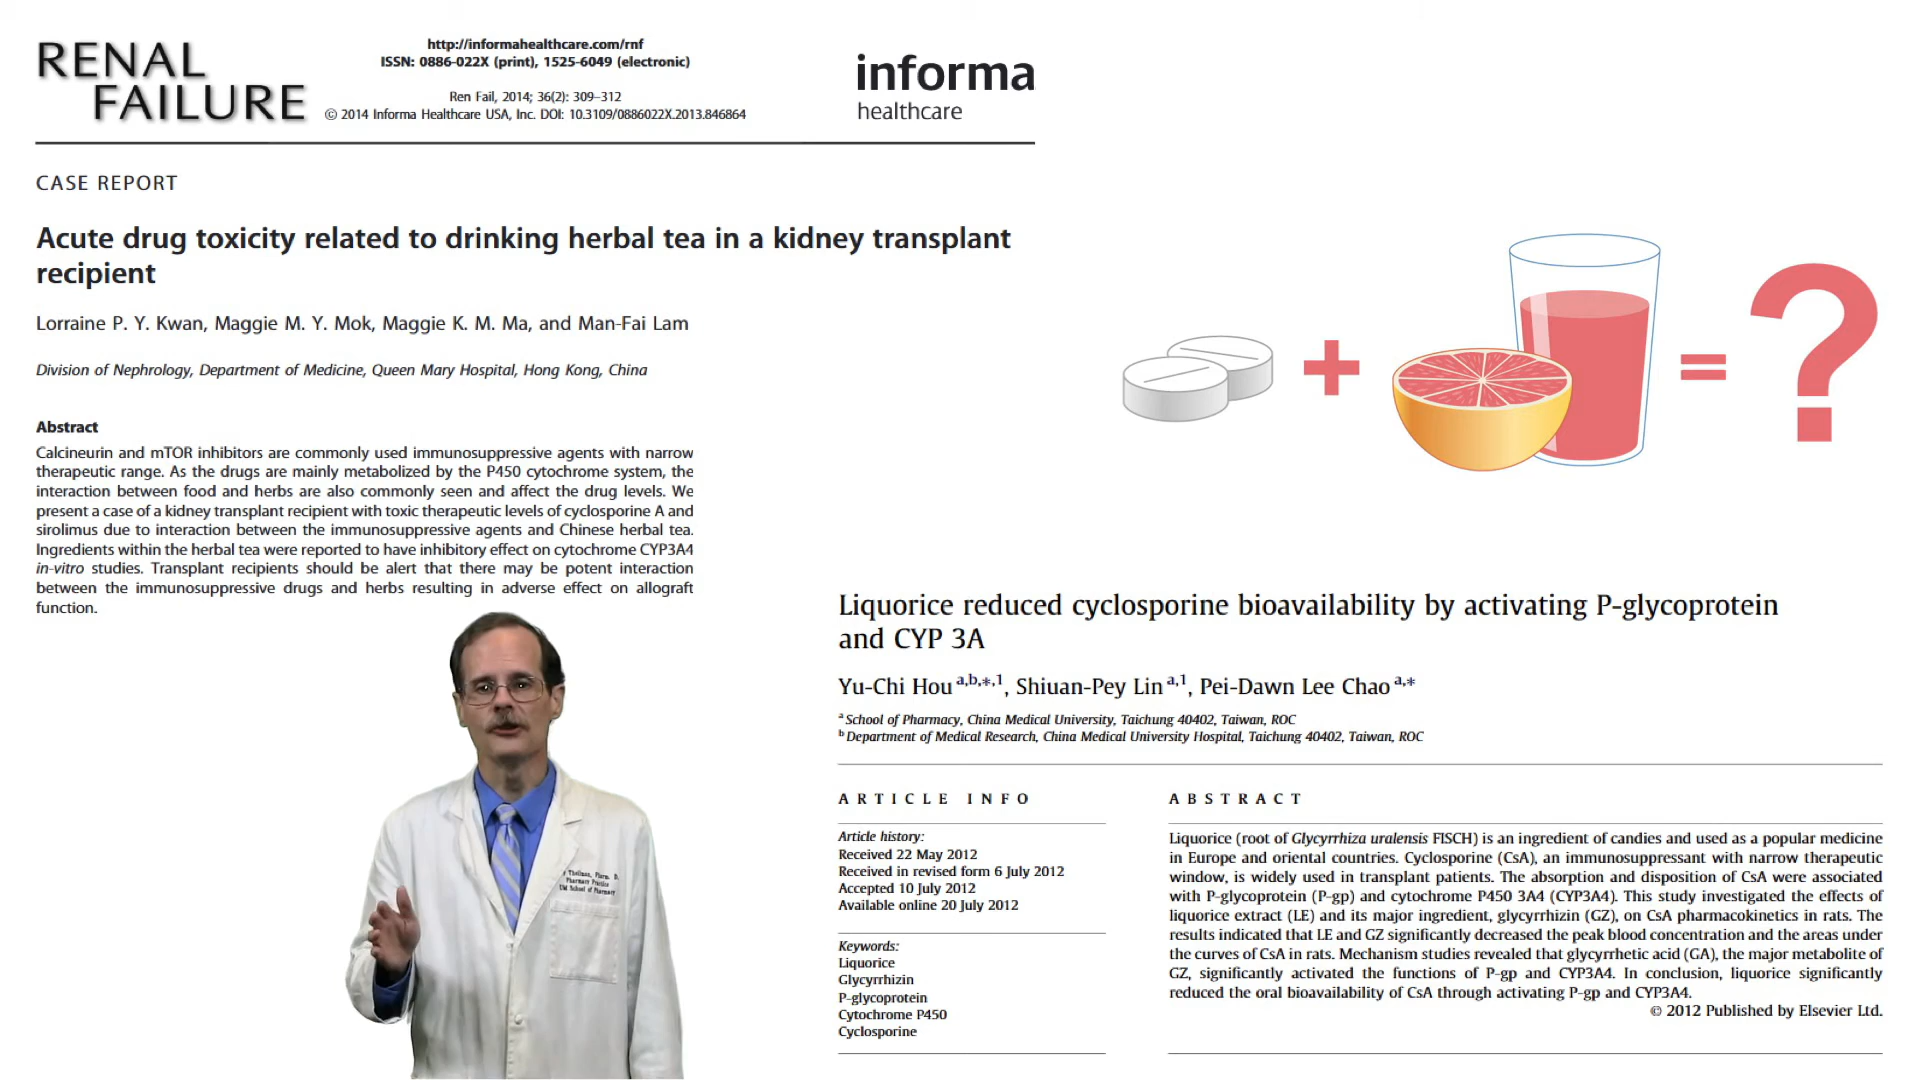 RENAL
FAILURE
http://informahealthcare.com/rnf
ISSN: 0886-022X (print), 1525-6049 (electronic)
Ren Fail, 2014; 36(2): 309–312
© 2014 Informa Healthcare USA, Inc. DOI: 10.3109/0886022X.2013.846864
informa
healthcare
CASE REPORT
Acute drug toxicity related to drinking herbal tea in a kidney transplant
recipient
Lorraine P. Y. Kwan, Maggie M. Y. Mok, Maggie K. M. Ma, and Man-Fai Lam
Division of Nephrology, Department of Medicine, Queen Mary Hospital, Hong Kong, China
Abstract
Calcineurin and mTOR inhibitors are commonly used immunosuppressive agents with narrow
therapeutic range. As the drugs are mainly metabolized by the P450 cytochrome system, the
interaction between food and herbs are also commonly seen and affect the drug levels. We
present a case of a kidney transplant recipient with toxic therapeutic levels of cyclosporine A and
sirolimus due to interaction between the immunosuppressive agents and Chinese herbal tea.
Ingredients within the herbal tea were reported to have inhibitory effect on cytochrome CYP3A4
in-vitro studies. Transplant recipients should be alert that there may be potent interaction
between the immunosuppressive drugs and herbs resulting in adverse effect on allograft
function.
+ = ?
Liquorice reduced cyclosporine bioavailability by activating P-glycoprotein
and CYP 3A
Yu-Chi Hou a,b,*,1, Shiuan-Pey Lin a,1, Pei-Dawn Lee Chao a,*
a School of Pharmacy, China Medical University, Taichung 40402, Taiwan, ROC
b Department of Medical Research, China Medical University Hospital, Taichung 40402, Taiwan, ROC
ARTICLE INFO
Article history:
Received 22 May 2012
Received in revised form 6 July 2012
Accepted 10 July 2012
Available online 20 July 2012
Keywords:
Liquorice
Glycyrrhizin
P-glycoprotein
Cytochrome P450
Cyclosporine
ABSTRACT
Liquorice (root of Glycyrrhiza uralensis FISCH) is an ingredient of candies and used as a popular medicine
in Europe and oriental countries. Cyclosporine (CsA), an immunosuppressant with narrow therapeutic
window, is widely used in transplant patients. The absorption and disposition of CsA were associated
with P-glycoprotein (P-gp) and cytochrome P450 3A4 (CYP3A4). This study investigated the effects of
liquorice extract (LE) and its major ingredient, glycyrrhizin (GZ), on CsA pharmacokinetics in rats. The
results indicated that LE and GZ significantly decreased the peak blood concentration and the areas under
the curves of CsA in rats. Mechanism studies revealed that glycyrrhetic acid (GA), the major metabolite of
GZ, significantly activated the functions of P-gp and CYP3A4. In conclusion, liquorice significantly
reduced the oral bioavailability of CsA through activating P-gp and CYP3A4.
© 2012 Published by Elsevier Ltd.
Pharm. D.
Pharmacy Practice
School of Pharmacy